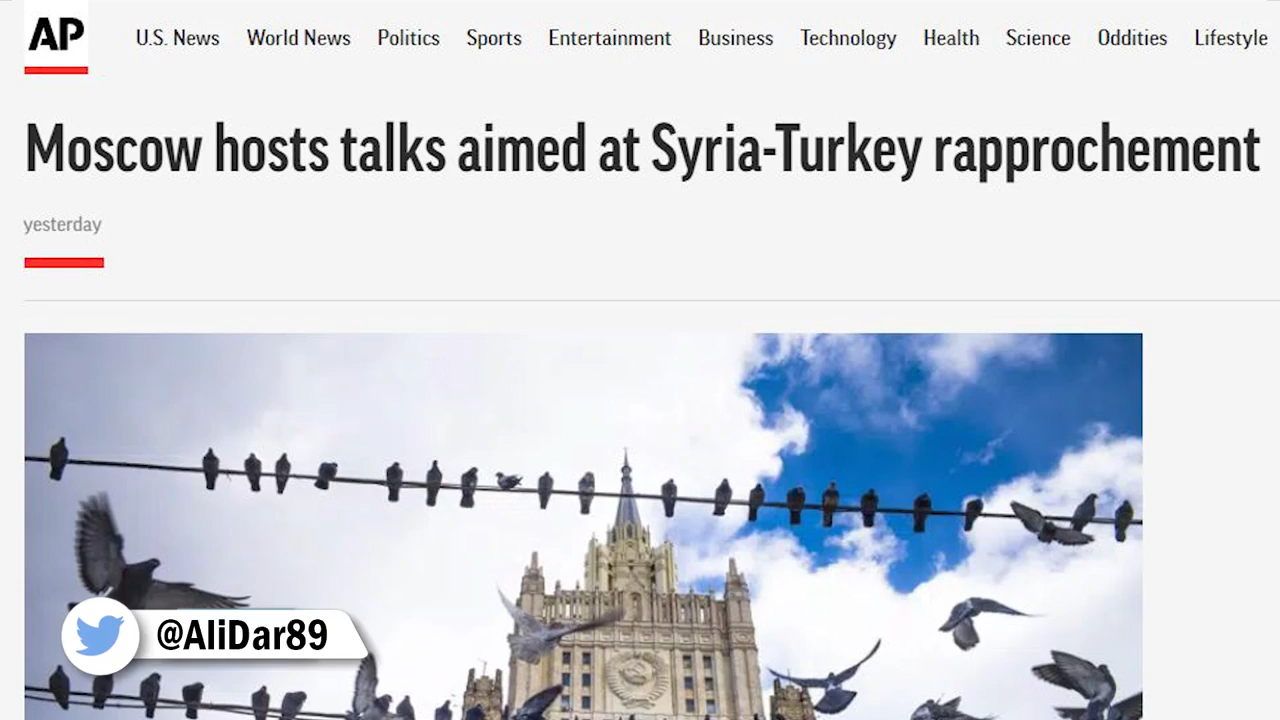 AP
U.S. News World News Politics Sports Entertainment Business Technology Health Science Oddities Lifestyle
Moscow hosts talks aimed at Syria-Turkey rapprochement
yesterday
@AliDar89